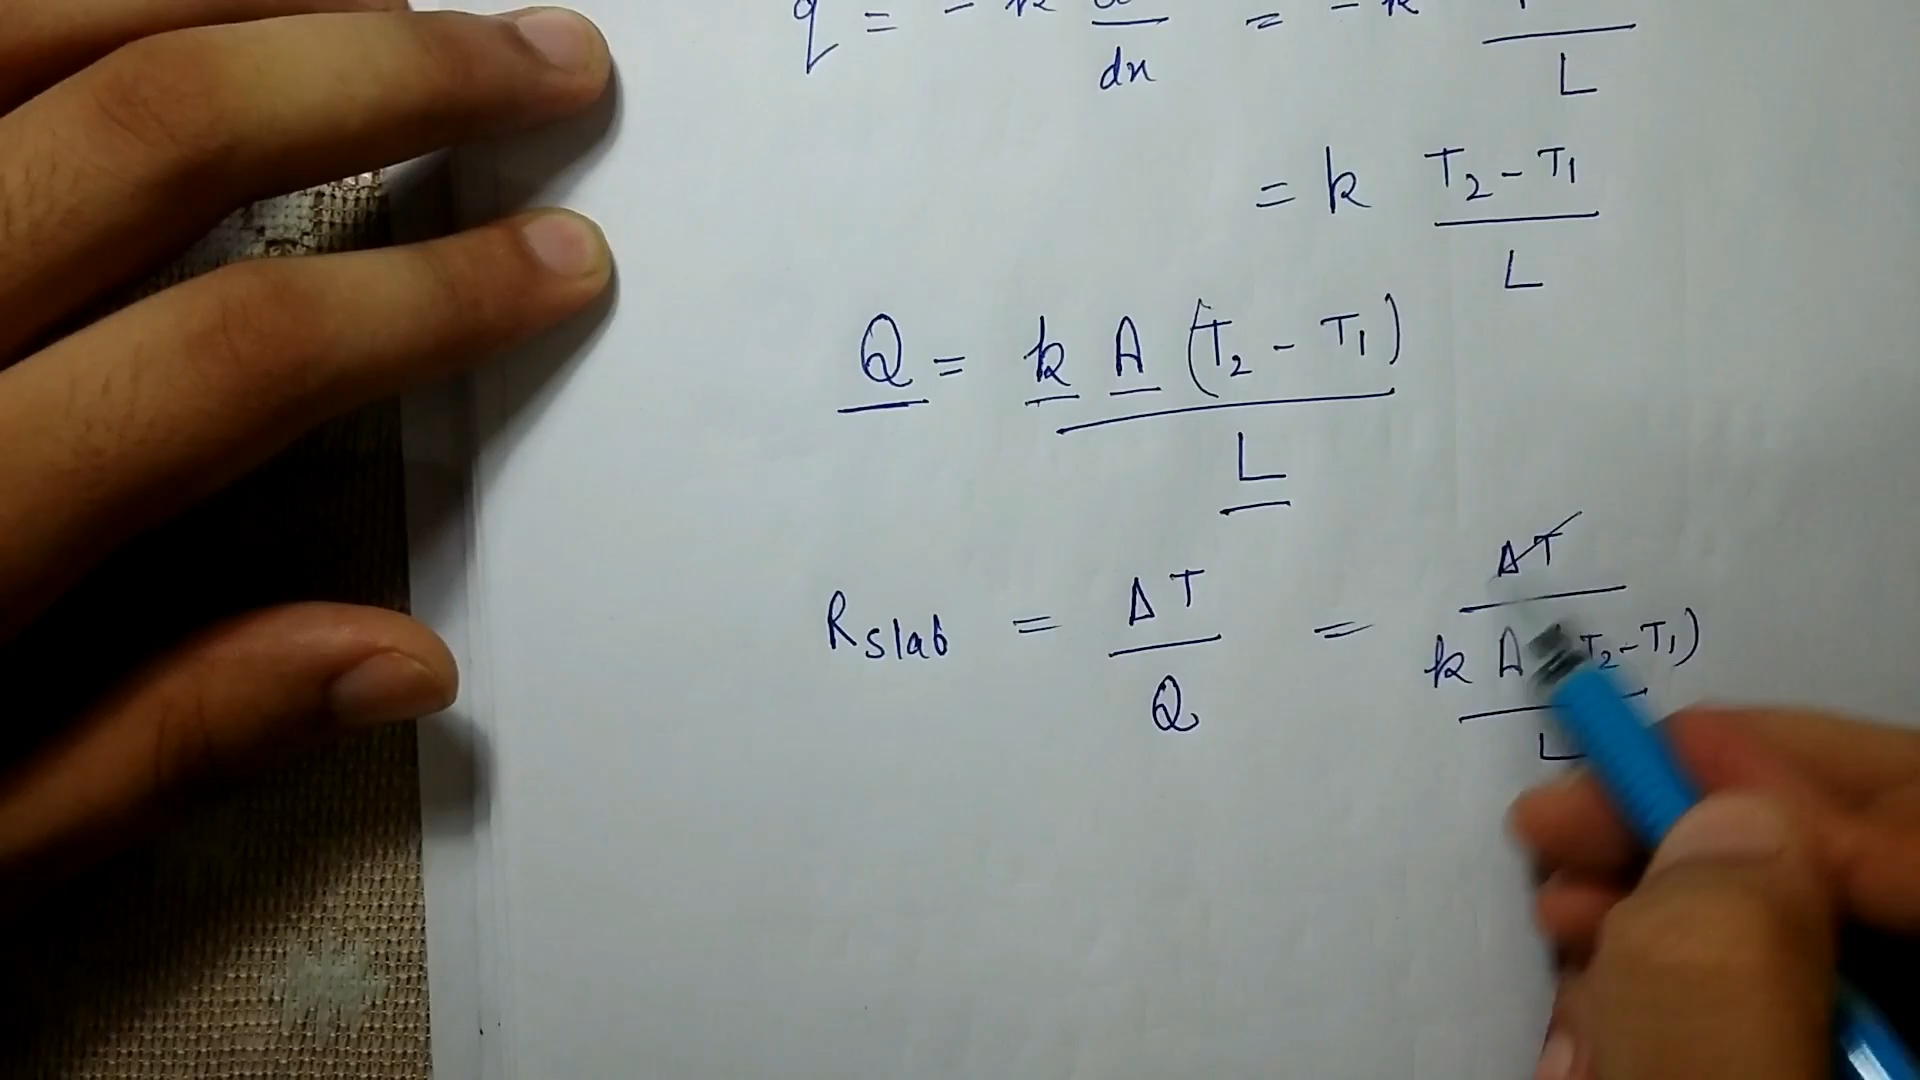 q = - k d / dx = - k / L
= k T2 - T1 / L
Q = k A (T2 - T1) / L
Rslab = ΔT / Q = ΔT / k A (T2 - T1) / L